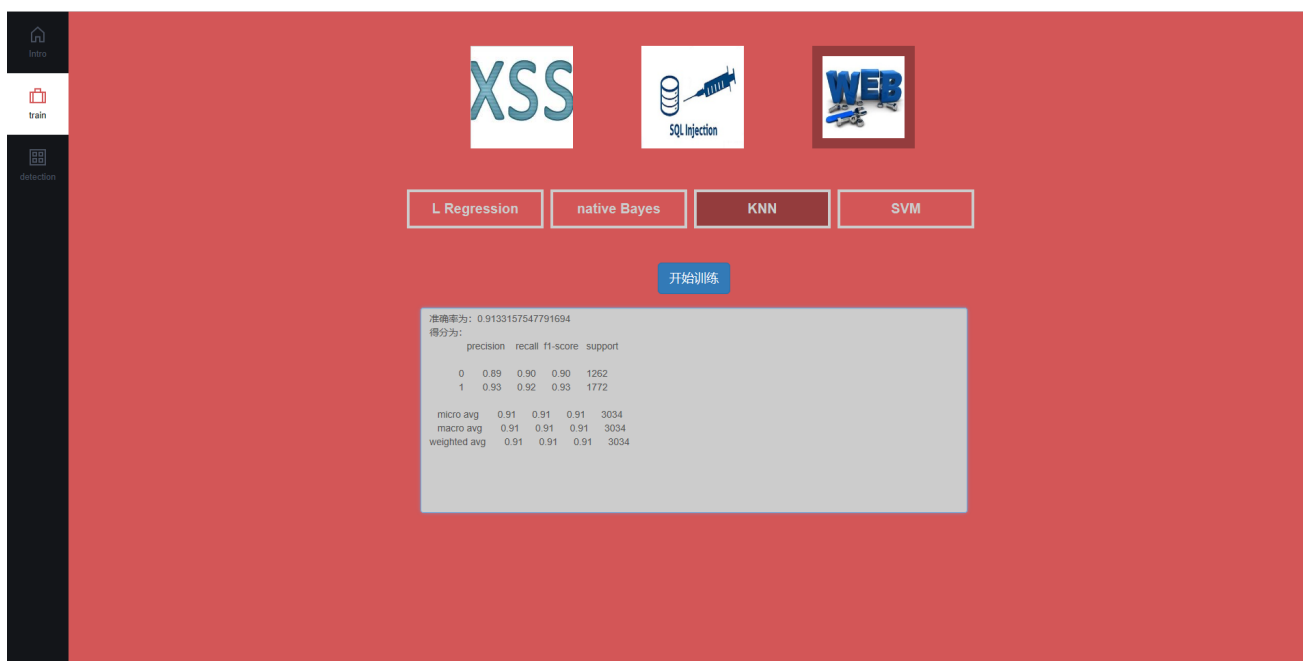 Intro
train
detection
XSS
SQL Injection
WEB
L Regression
native Bayes
KNN
SVM
开始训练
准确率为：0.9133157547791694
得分为：
precision recall f1-score support
0 0.89 0.90 0.90 1262
1 0.93 0.92 0.93 1772
micro avg 0.91 0.91 0.91 3034
macro avg 0.91 0.91 0.91 3034
weighted avg 0.91 0.91 0.91 3034